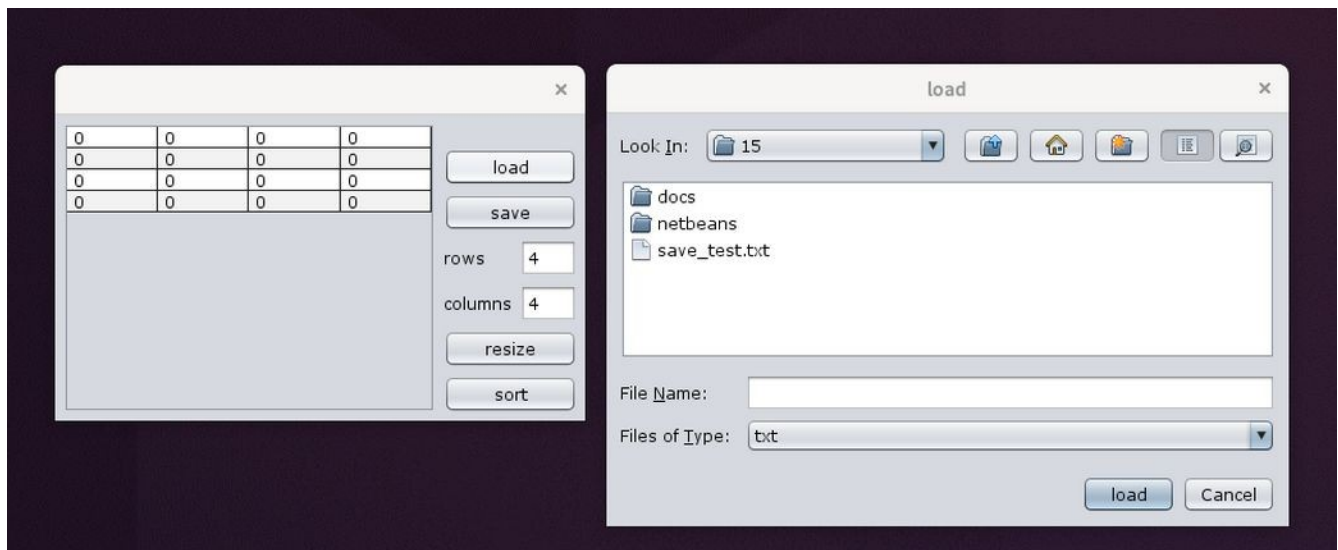 0 0 0 0
0 0 0 0
0 0 0 0
0 0 0 0
load
save
rows 4
columns 4
resize
sort
load
Look In: 15
docs
netbeans
save_test.txt
File Name:
Files of Type: txt
load Cancel